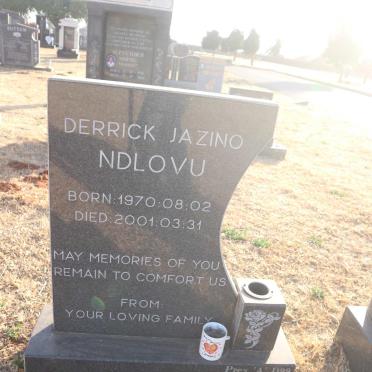 DERRICK JAZINO
NDLOVU
BORN:1970:08:02
DIED:2001:03:31
MAY MEMORIES OF YOU
REMAIN TO COMFORT US
FROM:
YOUR LOVING FAMILY